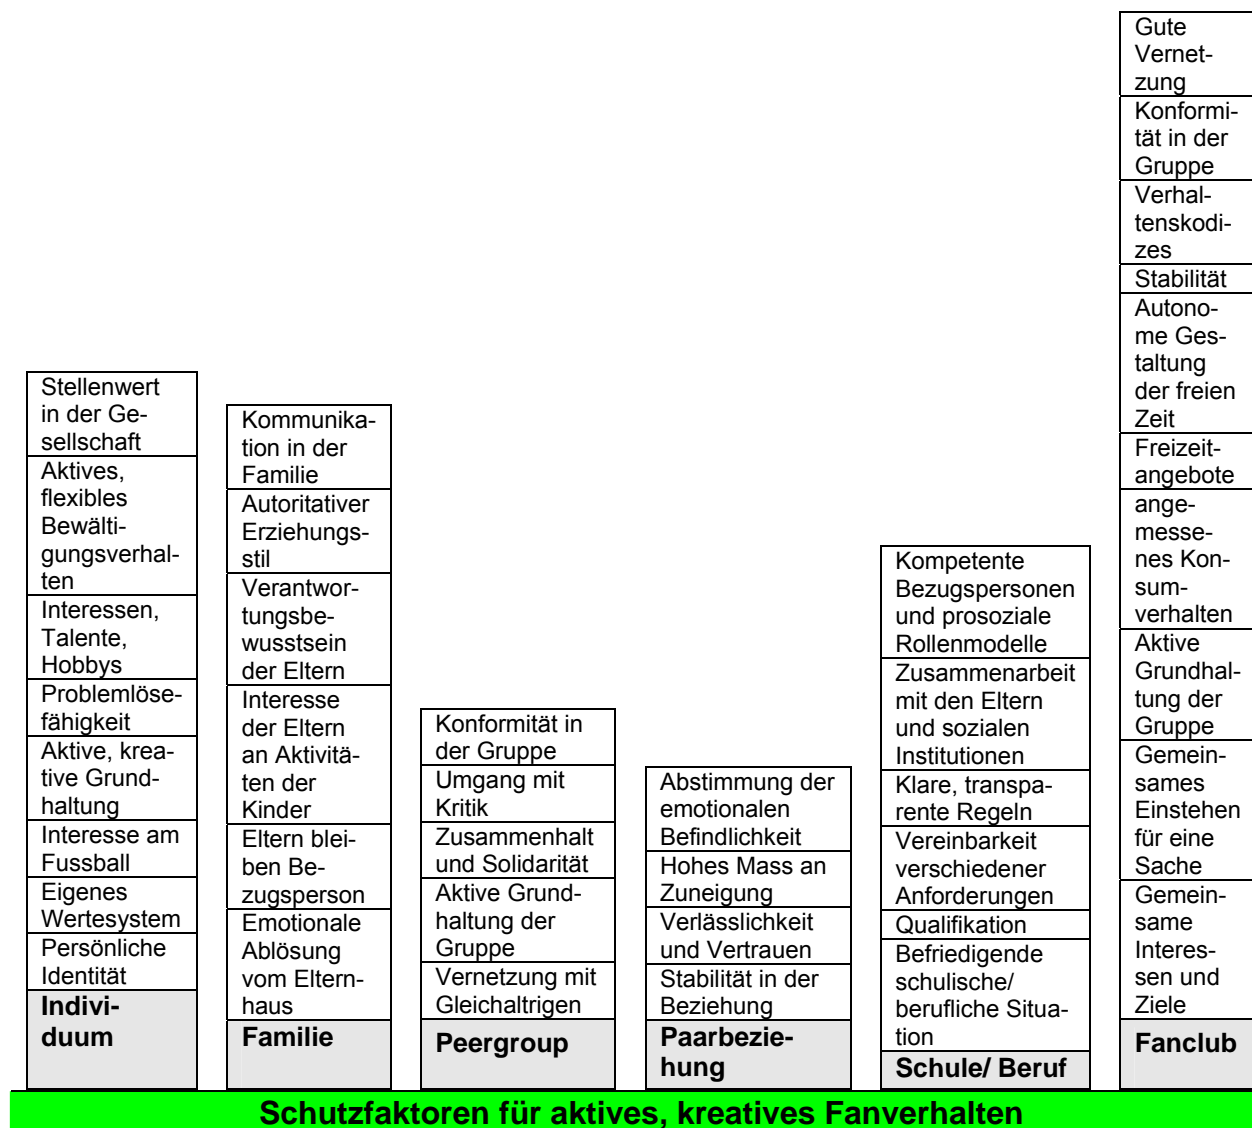 Stellenwert
in der Ge-
sellschaft
Aktives,
flexibles
Bewälti-
gungsverhal-
ten
Interessen,
Talente,
Hobbys
Problemlöse-
fähigkeit
Aktive, krea-
tive Grund-
haltung
Interesse am
Fussball
Eigenes
Wertesystem
Persönliche
Identität
Indivi-
duum
Kommunika-
tion in der
Familie
Autoritativer
Erziehungs-
stil
Verantwor-
tungsbe-
wusstsein
der Eltern
Interesse
der Eltern
an Aktivitä-
ten der
Kinder
Eltern blei-
ben Be-
zugsperson
Emotionale
Ablösung
vom Eltern-
haus
Familie
Konformität in
der Gruppe
Umgang mit
Kritik
Zusammenhalt
und Solidarität
Aktive Grund-
haltung der
Gruppe
Vernetzung mit
Gleichaltrigen
Peergroup
Abstimmung der
emotionalen
Befindlichkeit
Hohes Mass an
Zuneigung
Verlässlichkeit
und Vertrauen
Stabilität in der
Beziehung
Paarbezie-
hung
Kompetente
Bezugspersonen
und prosoziale
Rollenmodelle
Zusammenarbeit
mit den Eltern
und sozialen
Institutionen
Klare, transpa-
rente Regeln
Vereinbarkeit
verschiedener
Anforderungen
Qualifikation
Befriedigende
schulische/
berufliche Situa-
tion
Schule/ Beruf
Gute
Vernet-
zung
Konformi-
tät in der
Gruppe
Verhal-
tenskodi-
zes
Stabilität
Autono-
me Ges-
taltung
der freien
Zeit
Freizeit-
angebote
ange-
messe-
nes Kon-
sum-
verhalten
Aktive
Grundhal-
tung der
Gruppe
Gemein-
sames
Einstehen
für eine
Sache
Gemein-
same
Interes-
sen und
Ziele
Fanclub
Schutzfaktoren für aktives, kreatives Fanverhalten